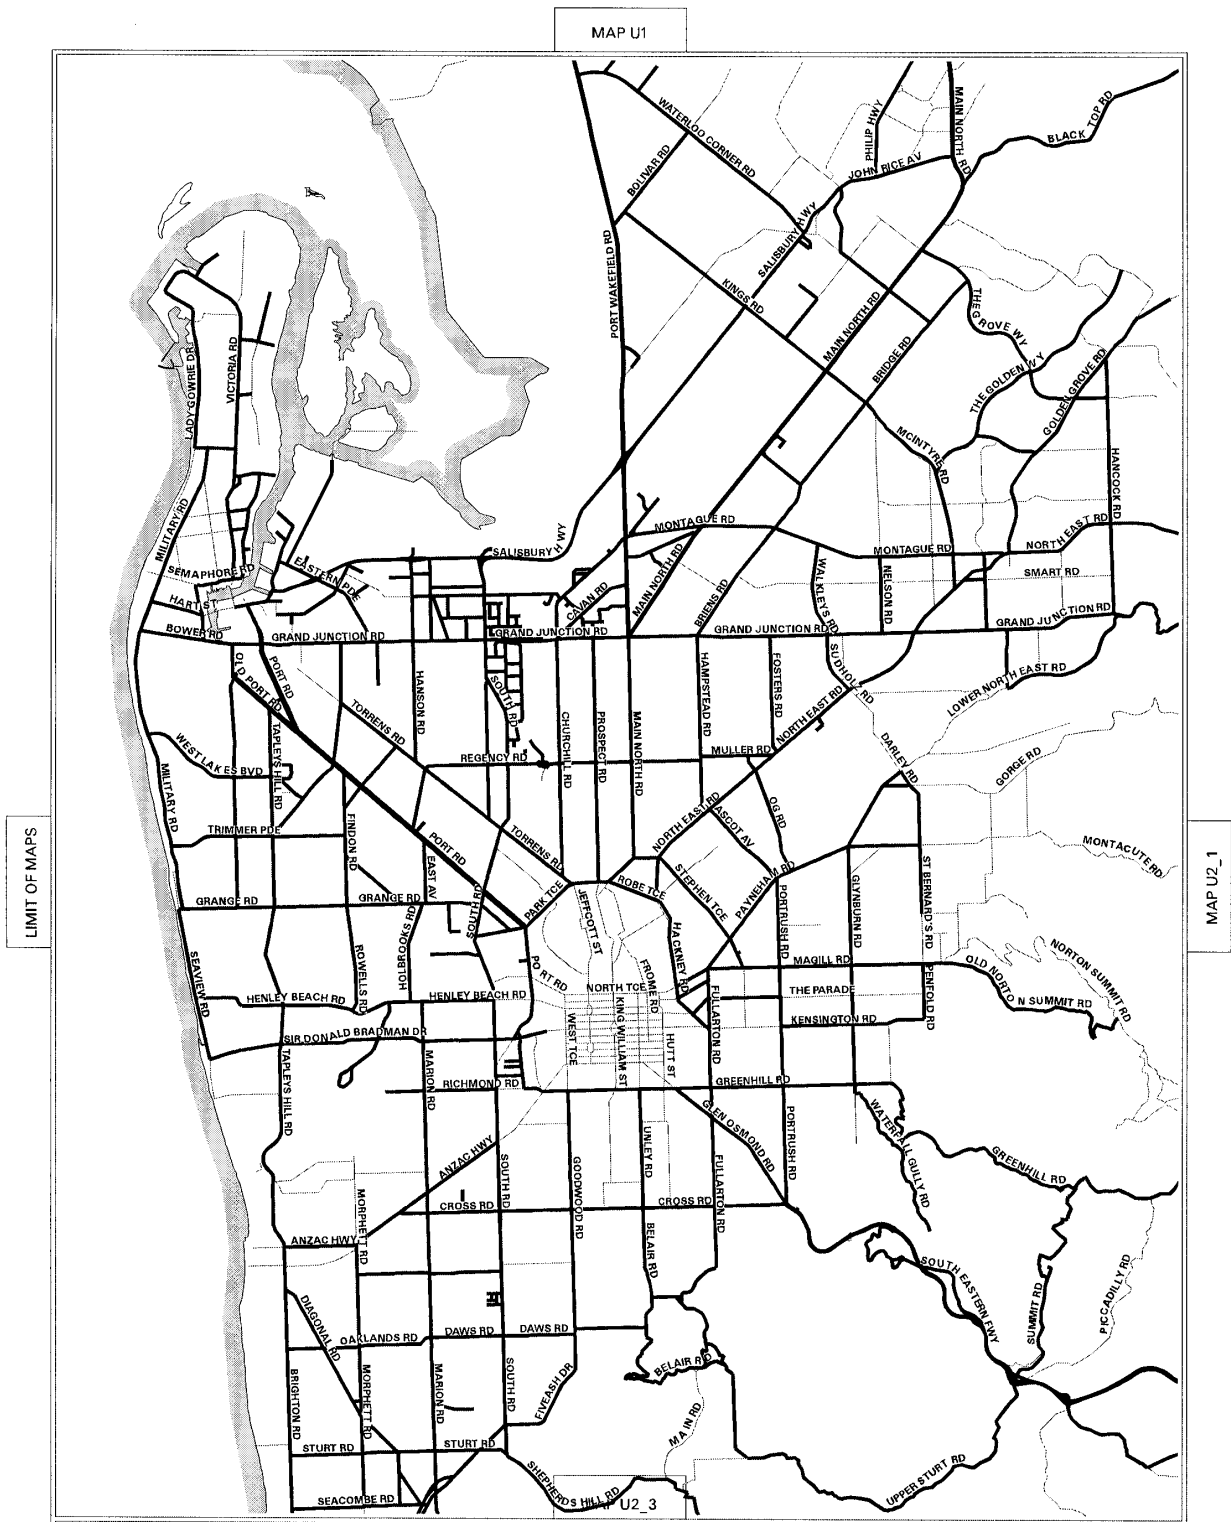 MAP U1
WATERLOO CORNER RD
BOLIVAR RD
PHILIP HWY
MAIN NORTH RD
BLACK TOP RD
JOHN RICE AV
SALISBURY HWY
PORT WAKEFIELD RD
KINGS RD
MAIN NORTH RD
BRIDGE RD
THE GROVE WY
THE GOLDEN WY
GOLDEN GROVE RD
LADY GOWRIE DR
VICTORIA RD
MCINTYRE RD
HANCOCK RD
MILITARY RD
SEMAPHORE RD
HART ST
BOWER RD
EASTERN PDE
SALISBURY HWY
MONTAGUE RD
MONTAGUE RD
NORTH EAST RD
SMART RD
CAVAN RD
MAIN NORTH RD
BRIENS RD
WALKLEY'S RD
NELSON RD
GRAND JUNCTION RD
GRAND JUNCTION RD
GRAND JUNCTION RD
GRAND JUNCTION RD
OLD PORT RD
PORT RD
TORRENS RD
HANSON RD
SOUTH RD
CHURCHILL RD
PROSPECT RD
MAIN NORTH RD
HAMPSTEAD RD
FOSTERS RD
SUDHOLZ RD
NORTH EAST RD
LOWER NORTH EAST RD
WEST LAKES BVD
TAPLEYS HILL RD
MILITARY RD
REGENCY RD
MULLER RD
DARLEY RD
GORGE RD
TRIMMER PDE
FINDON RD
PORT RD
TORRENS RD
NORTH EAST RD
ASCOT AV
OG RD
MONTACUTE RD
LIMIT OF MAPS
MAP U2_1
EAST AV
GRANGE RD
GRANGE RD
HOLBROOKS RD
ROWELLS RD
SOUTH RD
PARK TCE
ROBE TCE
JEFFCOTT ST
STEPHEN TCE
PAYNEHAM RD
PORTRUSH RD
GLYNBURN RD
ST BERNARD'S RD
HACKNEY RD
MAGILL RD
OLD NORTON SUMMIT RD
NORTON SUMMIT RD
SEAVIEW RD
HENLEY BEACH RD
HENLEY BEACH RD
PORT RD
NORTH TCE
FROME RD
THE PARADE
PENFOLD RD
KENSINGTON RD
SIR DONALD BRADMAN DR
WEST TCE
KING WILLIAM ST
HUTT ST
FULLARTON RD
TAPLEYS HILL RD
MARION RD
RICHMOND RD
GREENHILL RD
GLEN OSMOND RD
PORTRUSH RD
WATERFALL GULLY RD
GREENHILL RD
ANZAC HWY
SOUTH RD
GOODWOOD RD
UNLEY RD
FULLARTON RD
CROSS RD
CROSS RD
MORPHETT RD
ANZAC HWY
BELAIR RD
SOUTH EASTERN FWY
SUMMIT RD
PICCADILLY RD
DIAGONAL RD
OAKLANDS RD
DAWS RD
DAWS RD
BRIGHTON RD
MORPHETT RD
MARION RD
SOUTH RD
FIVEASH DR
BELAIR RD
MAIN RD
STURT RD
STURT RD
SHEPHERDS HILL RD
UPPER STURT RD
SEACOMBE RD
MAP U2_3